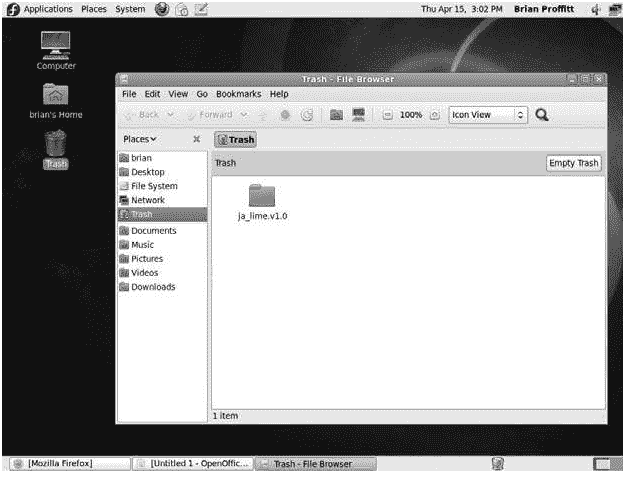 Applications Places System Thu Apr 15, 3:02 PM Brian Proffitt
Computer
brian's Home
Trash
Trash - File Browser
File Edit View Go Bookmarks Help
Back Forward 100% Icon View
Places Trash
brian
Desktop
File System
Network
Trash
Documents
Music
Pictures
Videos
Downloads
Trash Empty Trash
ja_lime.v1.0
1 item
[Mozilla Firefox] [Untitled 1 - OpenOffic... Trash - File Browser